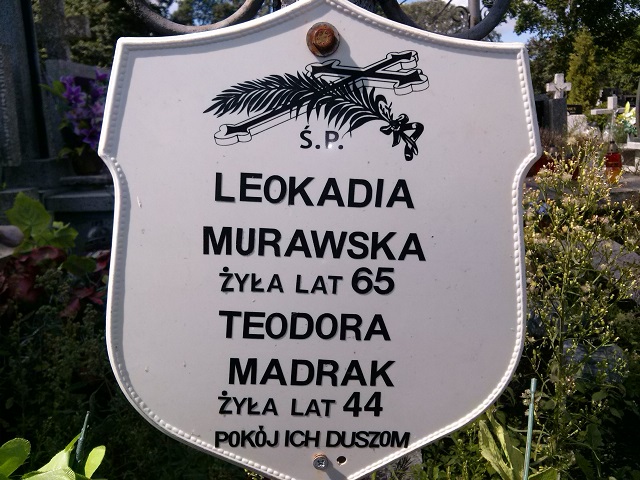 Ś.P.
LEOKADIA
MURAWSKA
ŻYŁA LAT 65
TEODORA
MADRAK
ŻYŁA LAT 44
POKÓJ ICH DUSZOM